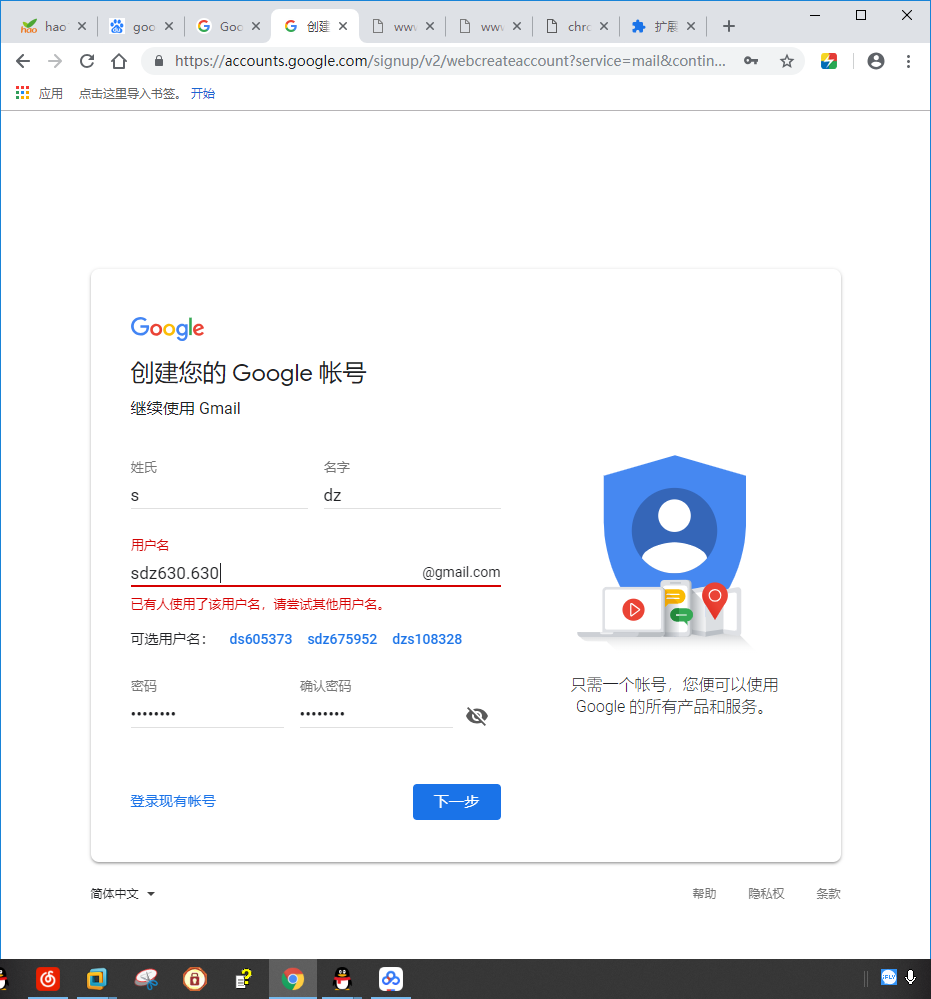 hao
goo
Goo
创建
www
www
chro
扩展
https://accounts.google.com/signup/v2/webcreateaccount?service=mail&contin...
应用 点击这里导入书签。 开始
Google
创建您的 Google 帐号
继续使用 Gmail
姓氏 名字
s dz
用户名
sdz630.630 @gmail.com
已有人使用了该用户名，请尝试其他用户名。
可选用户名： ds605373 sdz675952 dzs108328
密码 确认密码
•••••••• ••••••••
只需一个帐号，您便可以使用
Google 的所有产品和服务。
登录现有帐号 下一步
简体中文 帮助 隐私权 条款